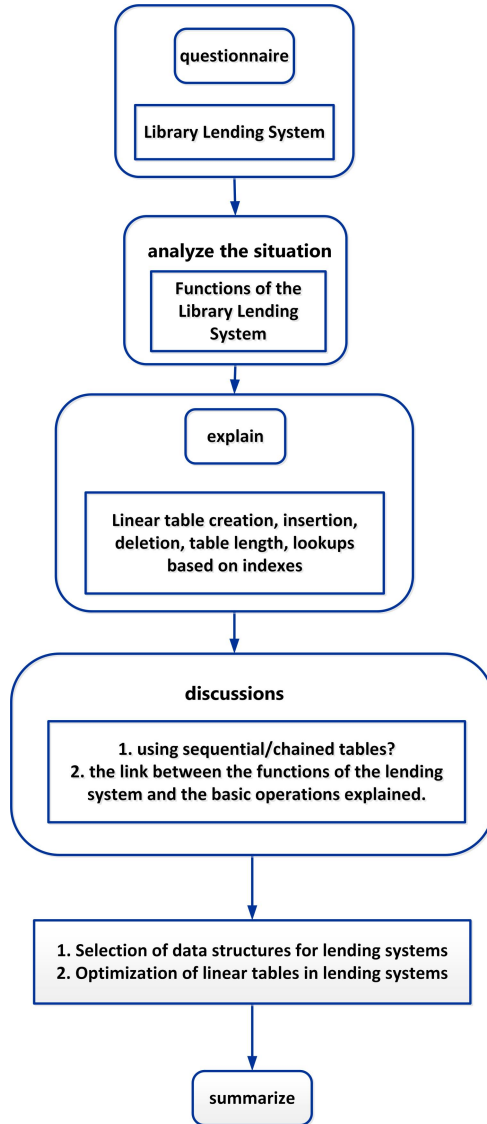 questionnaire
Library Lending System
analyze the situation
Functions of the
Library Lending
System
explain
Linear table creation, insertion,
deletion, table length, lookups
based on indexes
discussions
1. using sequential/chained tables?
2. the link between the functions of the lending
system and the basic operations explained.
1. Selection of data structures for lending systems
2. Optimization of linear tables in lending systems
summarize